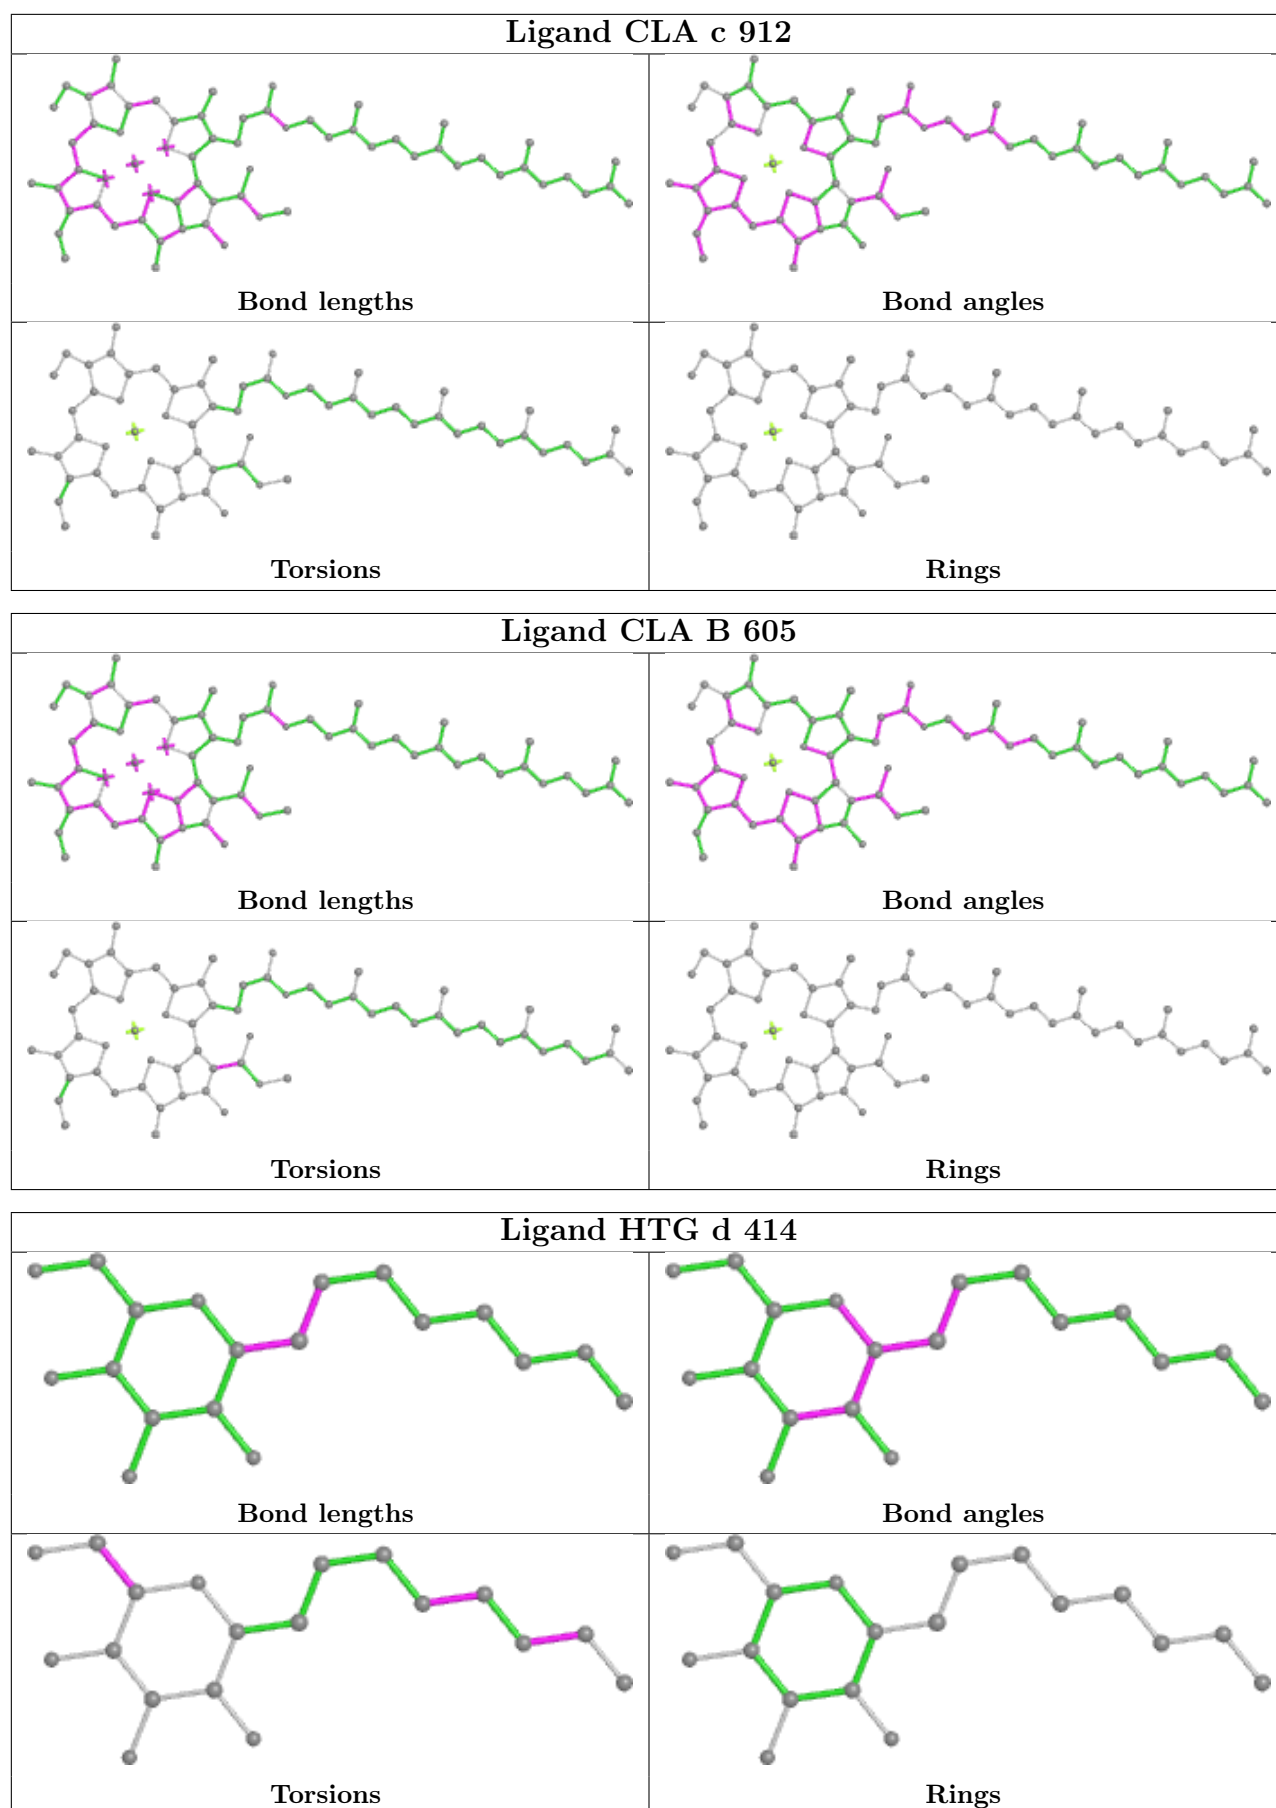 Ligand CLA c 912
Bond lengths
Bond angles
Torsions
Rings
Ligand CLA B 605
Bond lengths
Bond angles
Torsions
Rings
Ligand HTG d 414
Bond lengths
Bond angles
Torsions
Rings